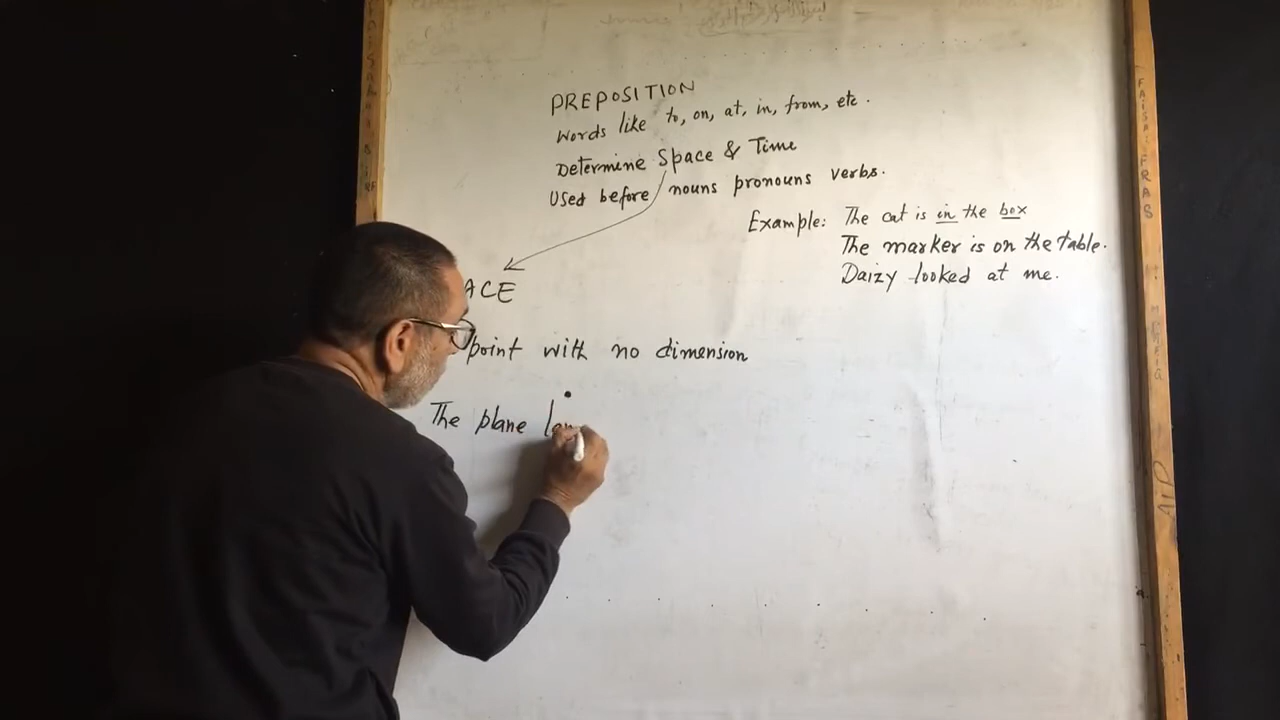 PREPOSITION
Words like to, on, at, in, from, etc.
Determine Space & Time
Used before nouns pronouns verbs.
Example: The cat is in the box
The marker is on the table.
Daizy looked at me.
ACE
point with no dimension
The plane lan